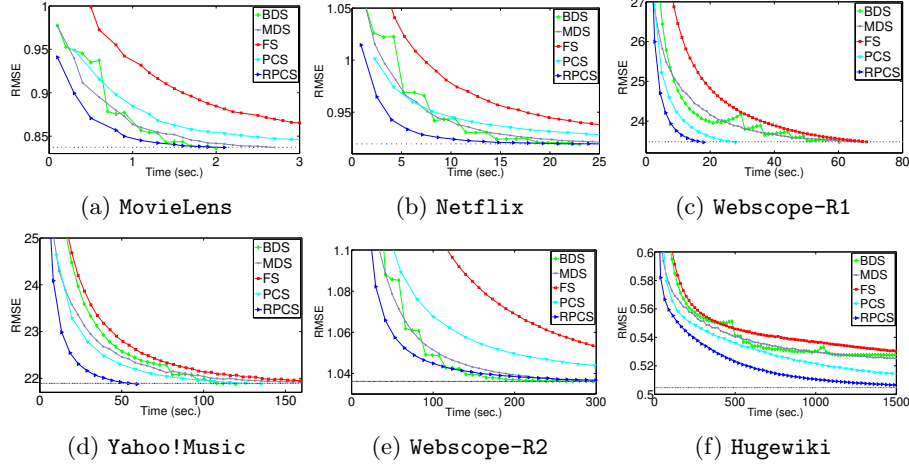 1
0.95
0.9
0.85
RMSE
0 1 2 3
Time (sec.)
BDS
MDS
FS
PCS
RPCS
(a) MovieLens
1.05
1
0.95
RMSE
0 5 10 15 20 25
Time (sec.)
BDS
MDS
FS
PCS
RPCS
(b) Netflix
27
26
25
24
RMSE
0 20 40 60 80
Time (sec.)
BDS
MDS
FS
PCS
RPCS
(c) Webscope-R1
25
24
23
22
RMSE
50 100 150
Time (sec.)
BDS
MDS
FS
PCS
RPCS
(d) Yahoo!Music
1.1
1.08
1.06
1.04
RMSE
0 100 200 300
Time (sec.)
BDS
MDS
FS
PCS
RPCS
(e) Webscope-R2
0.6
0.58
0.56
0.54
0.52
0.5
RMSE
0 500 1000 1500
Time (sec.)
BDS
MDS
FS
PCS
RPCS
(f) Hugewiki